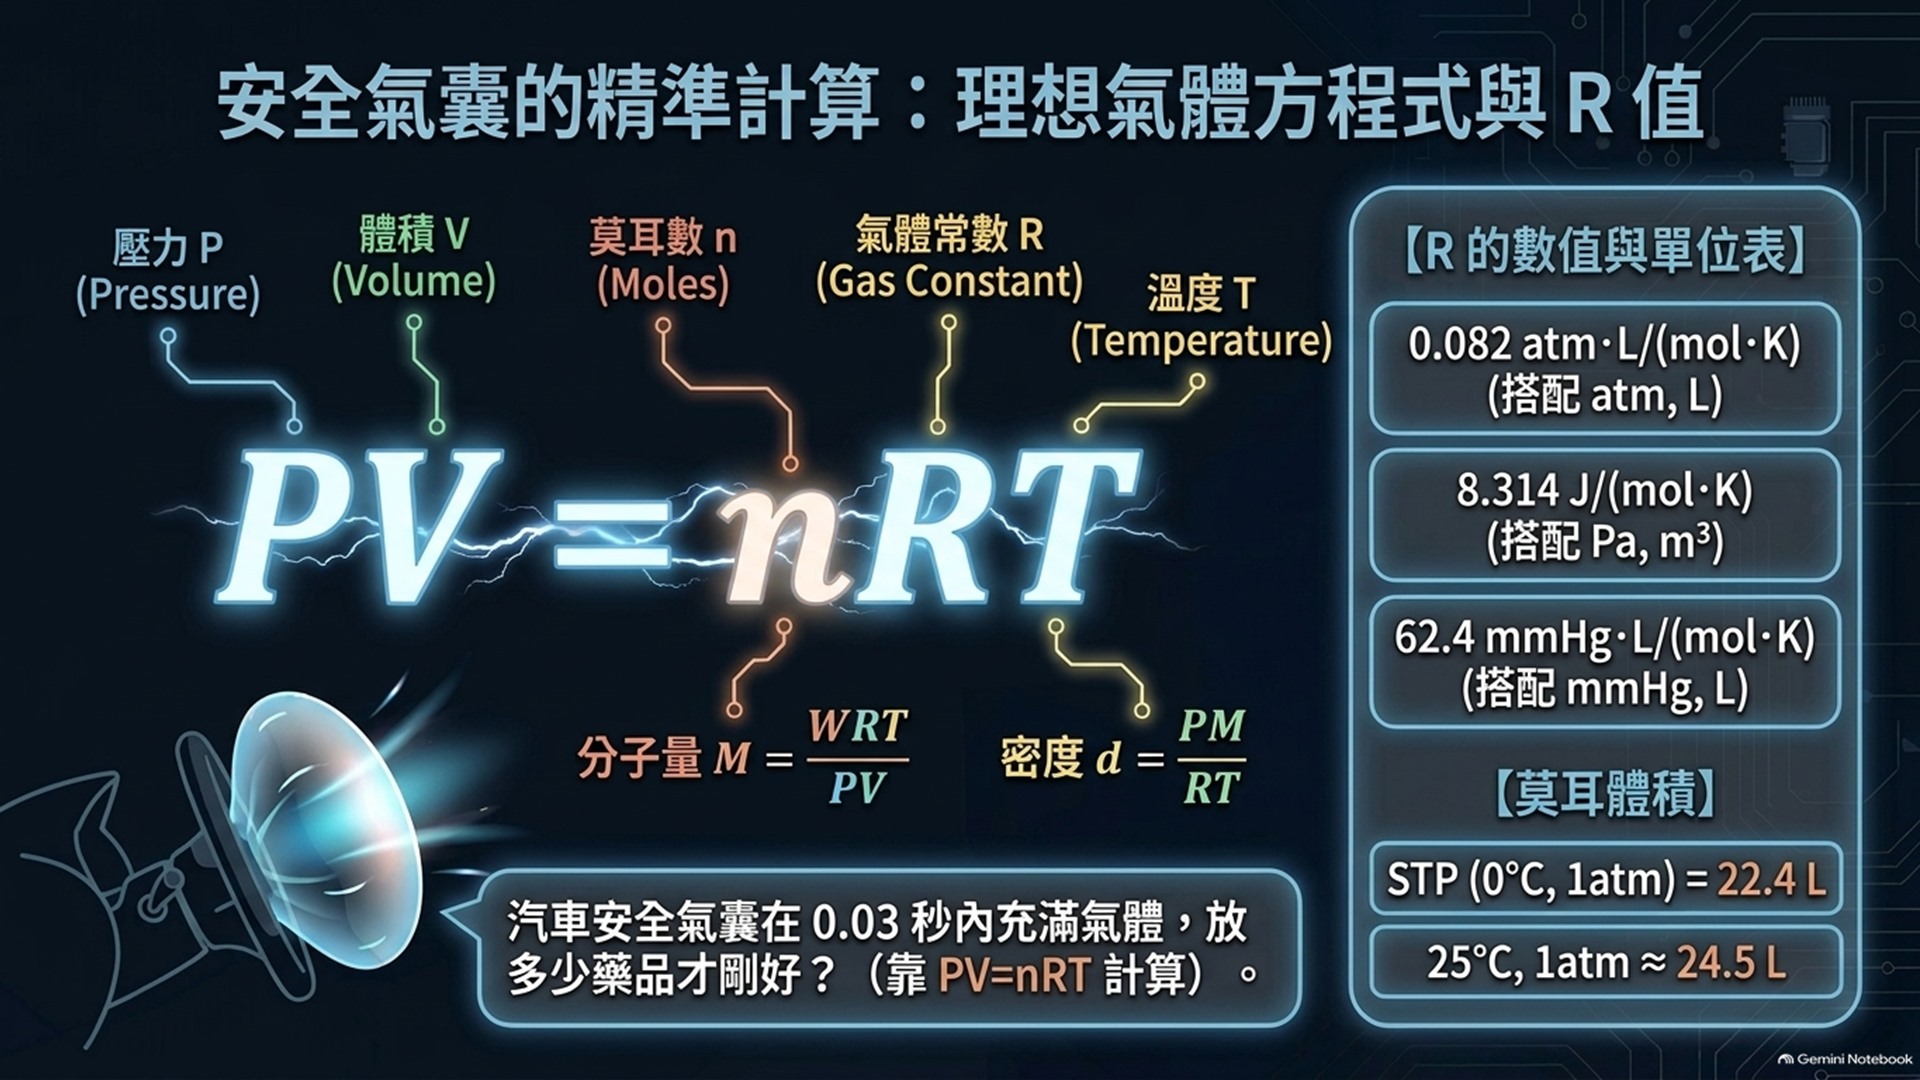 安全氣囊的精準計算：理想氣體方程式與 R 值
壓力 P
(Pressure)
體積 V
(Volume)
莫耳數 n
(Moles)
氣體常數 R
(Gas Constant)
溫度 T
(Temperature)
PV = nRT
分子量 M = WRT / PV
密度 d = PM / RT
汽車安全氣囊在 0.03 秒內充滿氣體，放
多少藥品才剛好？（靠 PV=nRT 計算）。
【R 的數值與單位表】
0.082 atm·L/(mol·K)
(搭配 atm, L)
8.314 J/(mol·K)
(搭配 Pa, m³)
62.4 mmHg·L/(mol·K)
(搭配 mmHg, L)
【莫耳體積】
STP (0°C, 1atm) = 22.4 L
25°C, 1atm ≈ 24.5 L
Gemini Notebook